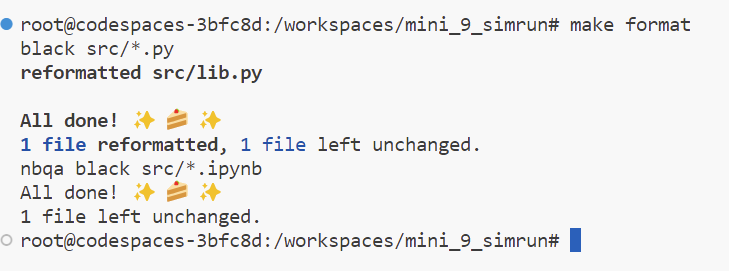 root@codespaces-3bfc8d:/workspaces/mini_9_simrun# make format
black src/*.py
reformatted src/lib.py
All done! ✨ 🍰 ✨
1 file reformatted, 1 file left unchanged.
nbqa black src/*.ipynb
All done! ✨ 🍰 ✨
1 file left unchanged.
root@codespaces-3bfc8d:/workspaces/mini_9_simrun#